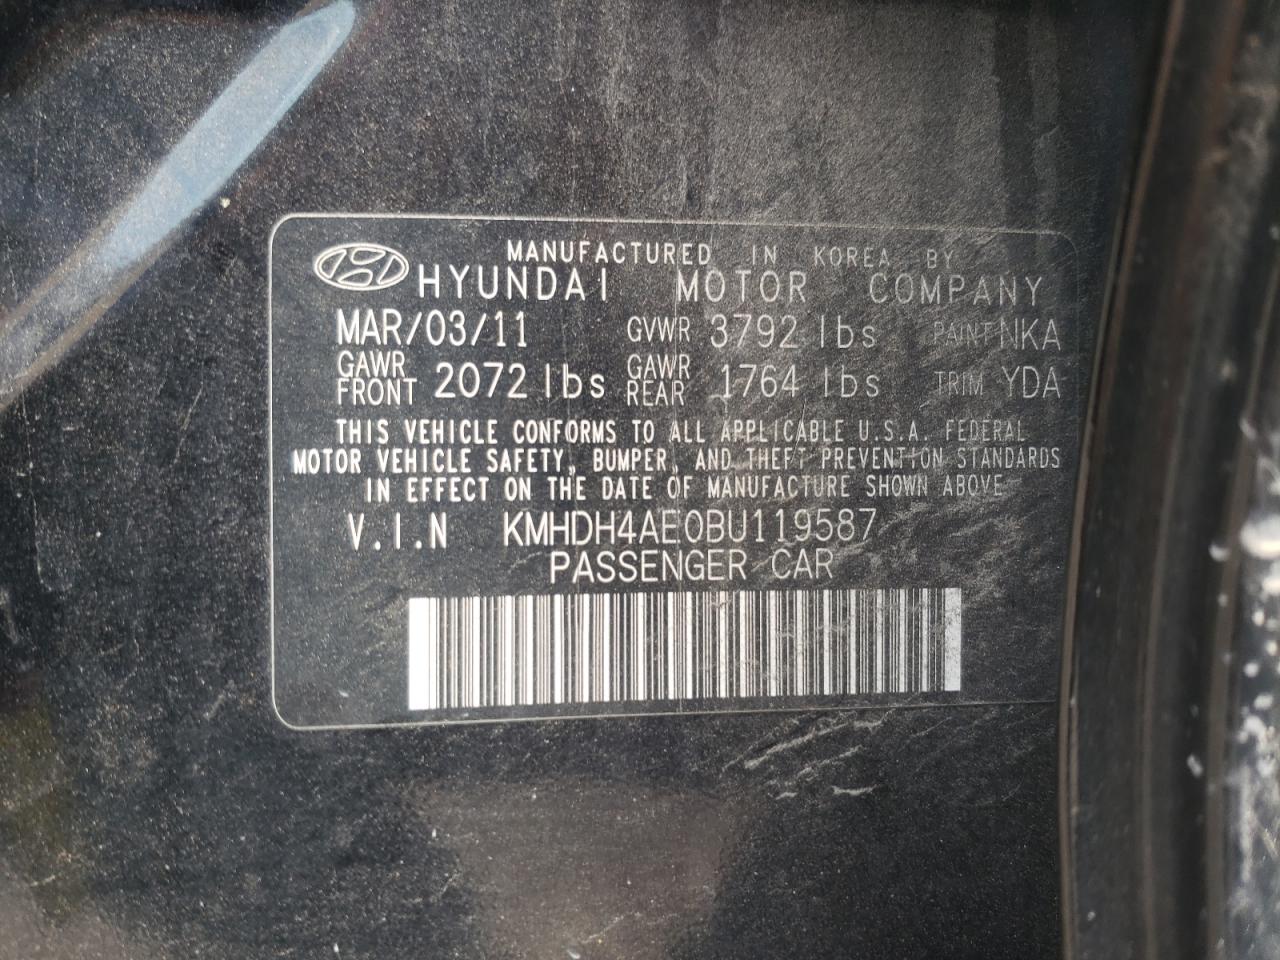 MANUFACTURED IN KOREA BY
HYUNDAI MOTOR COMPANY
MAR/03/11 GVWR 3792 lbs PAINT NKA
GAWR FRONT 2072 lbs GAWR REAR 1764 lbs TRIM YDA
THIS VEHICLE CONFORMS TO ALL APPLICABLE U.S.A. FEDERAL
MOTOR VEHICLE SAFETY, BUMPER, AND THEFT PREVENTION STANDARDS
IN EFFECT ON THE DATE OF MANUFACTURE SHOWN ABOVE
V.I.N KMHDH4AE0BU119587
PASSENGER CAR